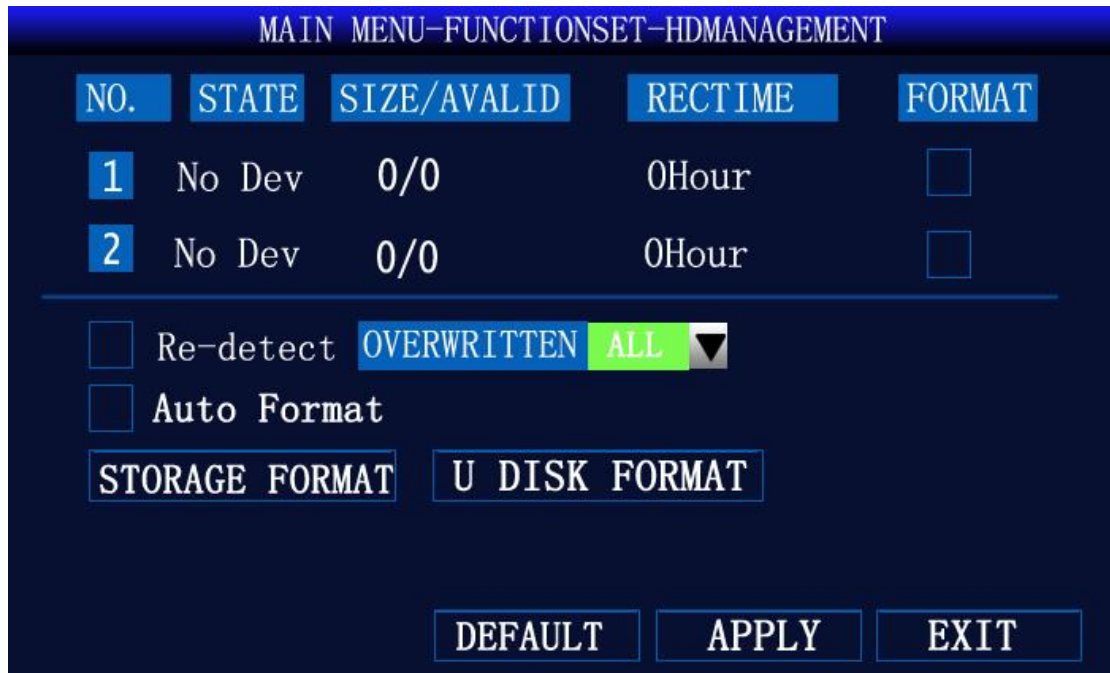 MAIN MENU-FUNCTIONSET-HDMANAGEMENT
NO. STATE SIZE/AVALID RECTIME FORMAT
1 No Dev 0/0 0Hour
2 No Dev 0/0 0Hour
Re-detect OVERWRITTEN ALL
Auto Format
STORAGE FORMAT U DISK FORMAT
DEFAULT APPLY EXIT